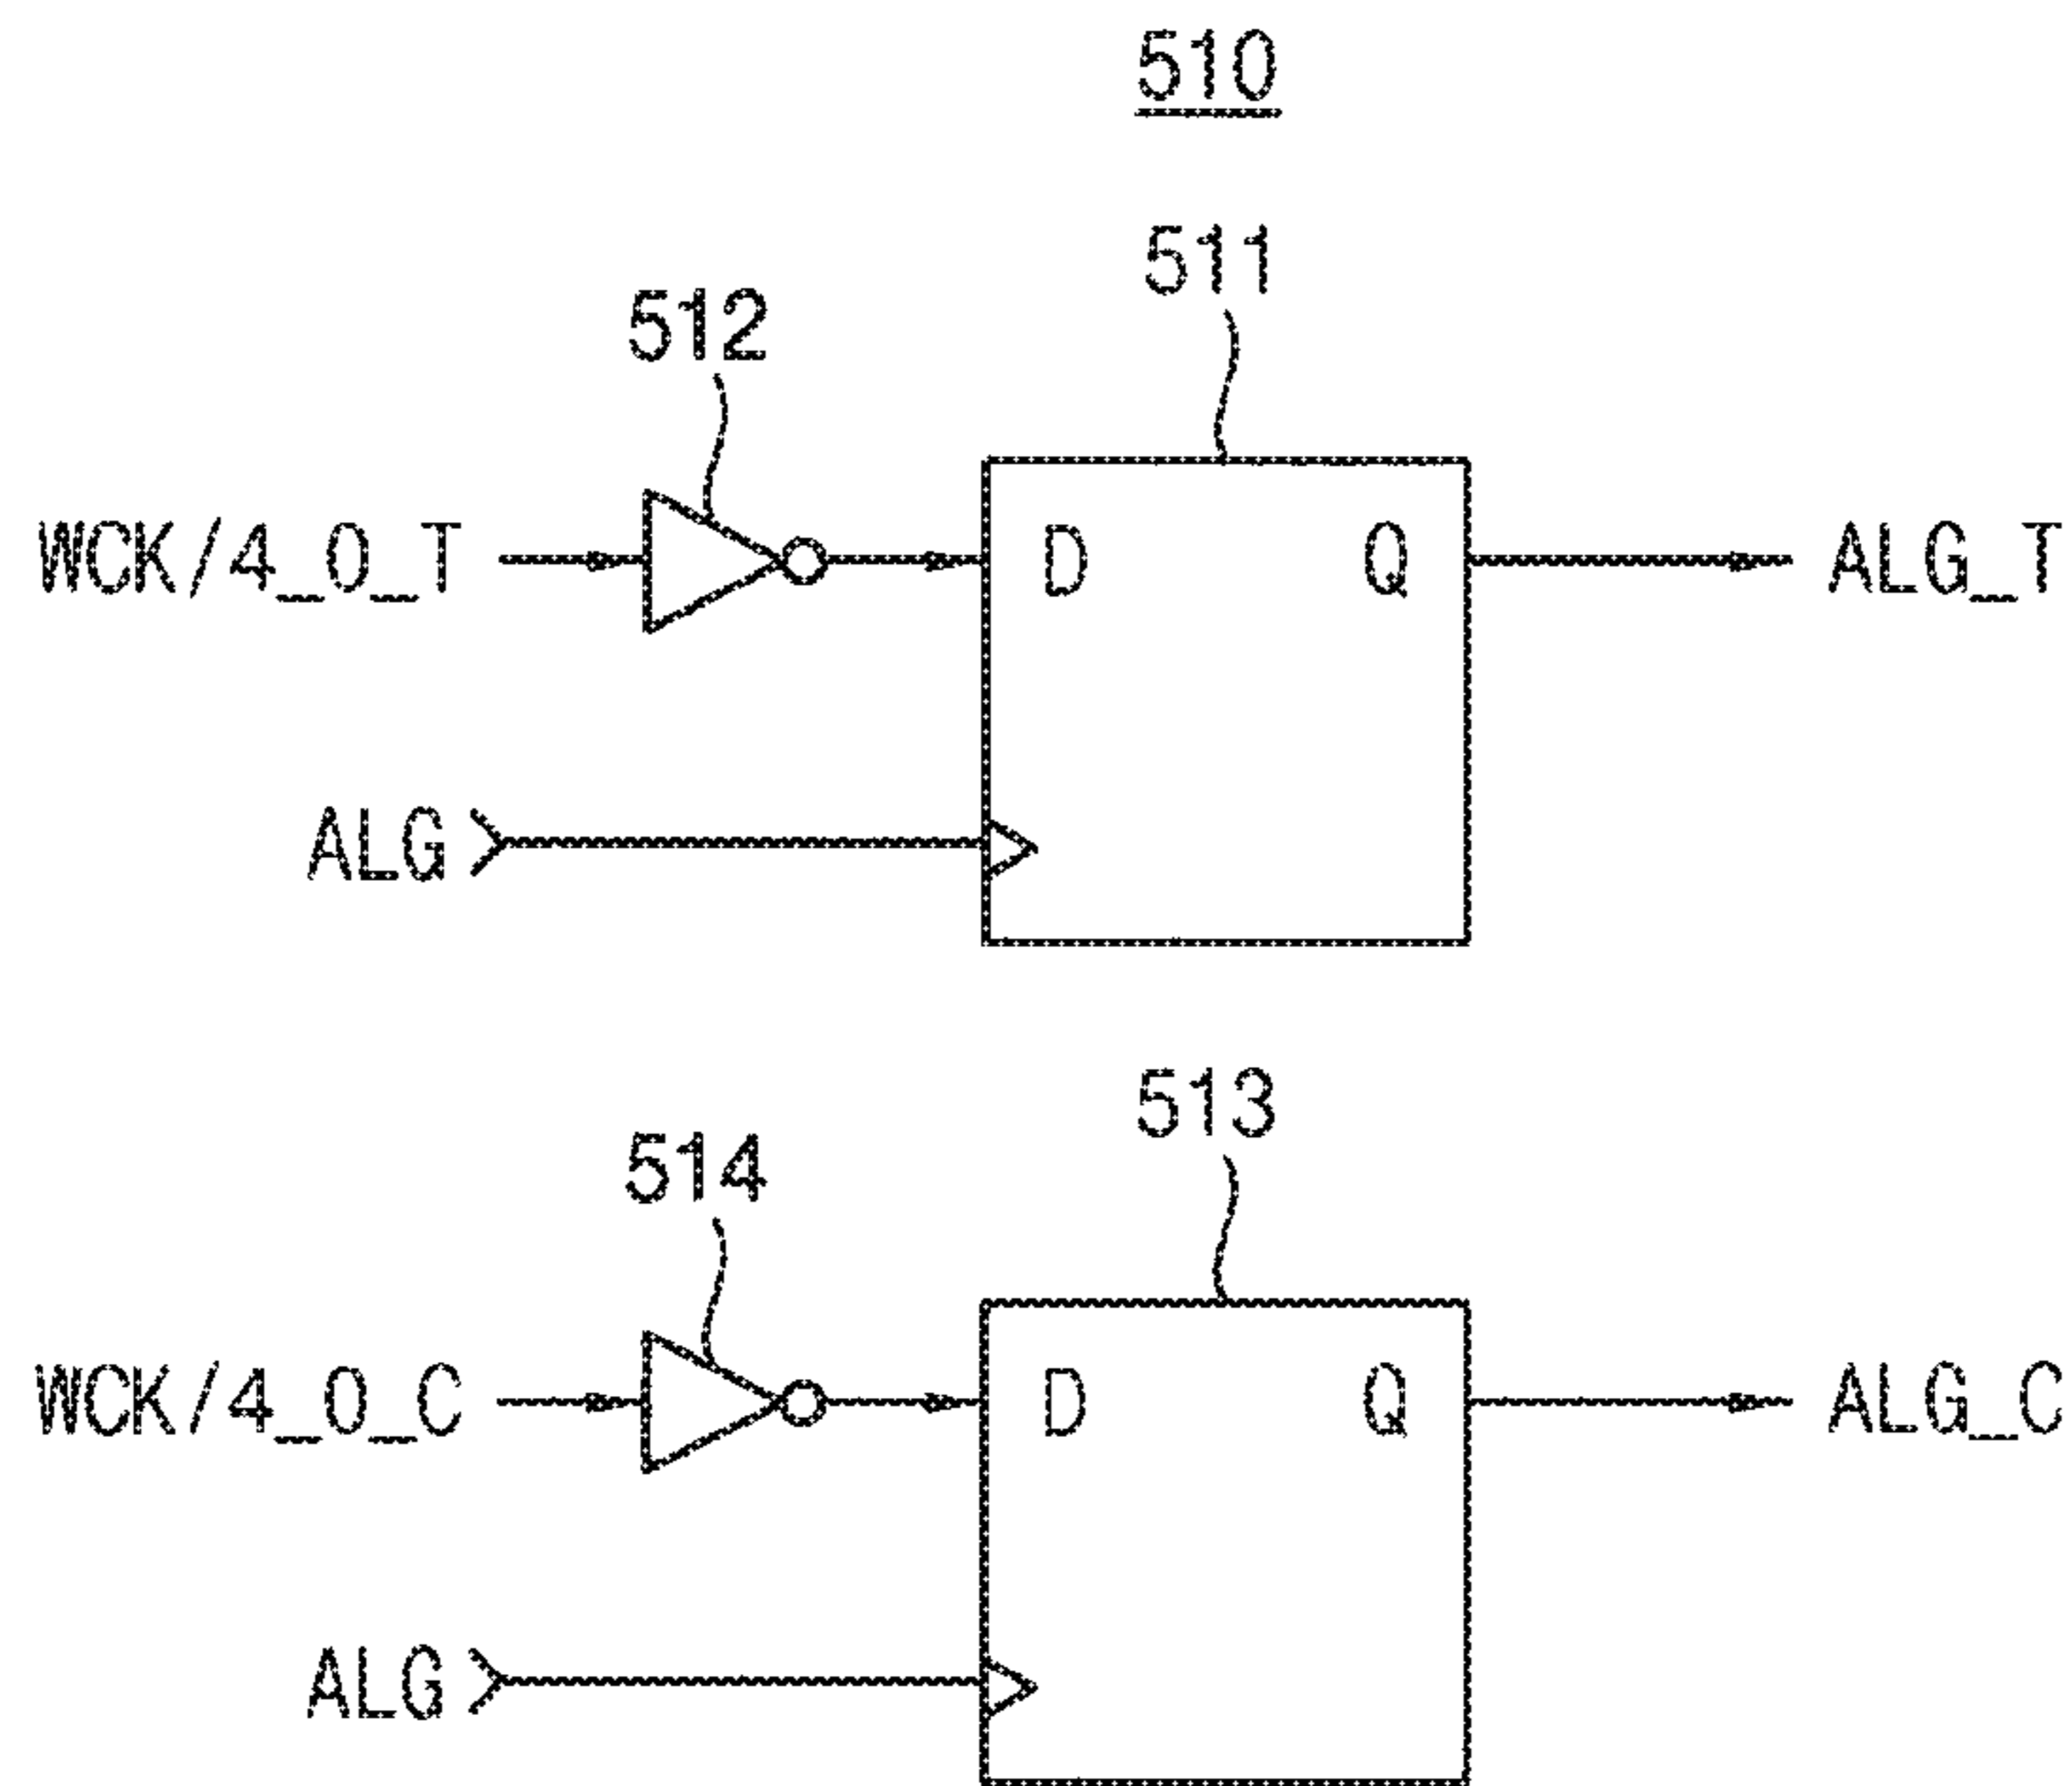 510
511
512
WCK/4_0_T
D
Q
ALG_T
ALG
513
514
WCK/4_0_C
D
Q
ALG_C
ALG